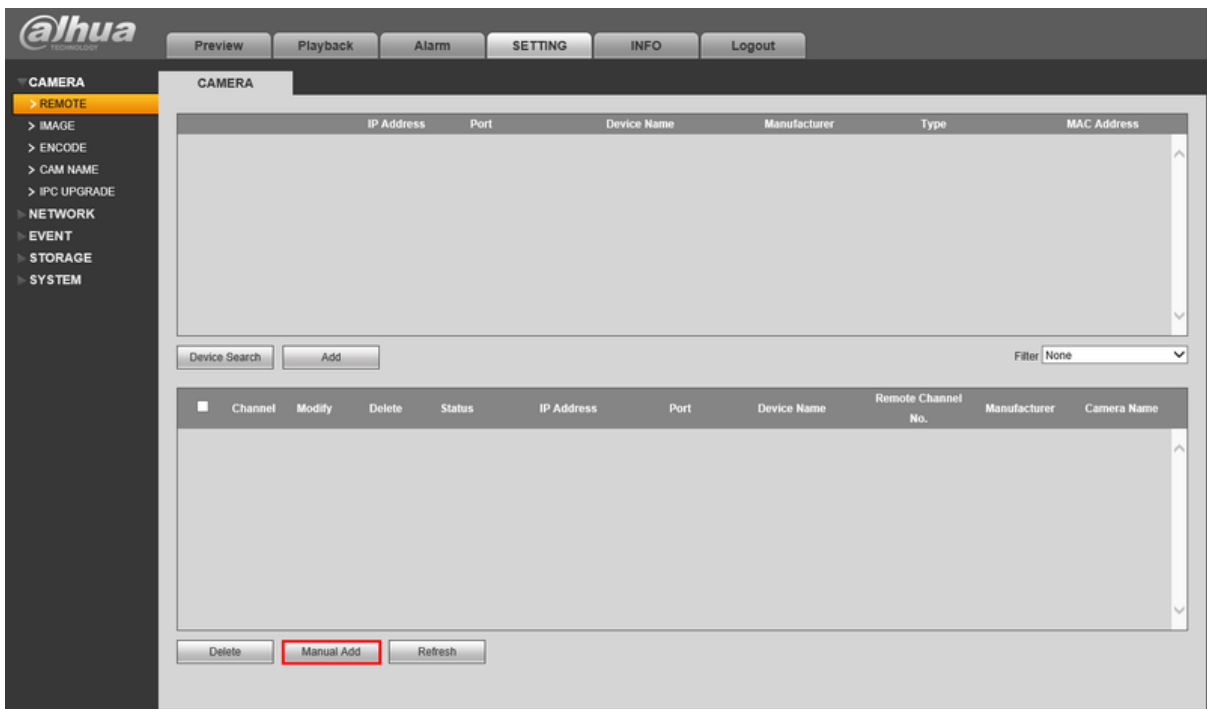 alhua
TECHNOLOGY
Preview Playback Alarm SETTING INFO Logout
CAMERA
> REMOTE
> IMAGE
> ENCODE
> CAM NAME
> IPC UPGRADE
NETWORK
EVENT
STORAGE
SYSTEM
CAMERA
IP Address Port Device Name Manufacturer Type MAC Address
Device Search Add Filter None
Channel Modify Delete Status IP Address Port Device Name Remote Channel No. Manufacturer Camera Name
Delete Manual Add Refresh